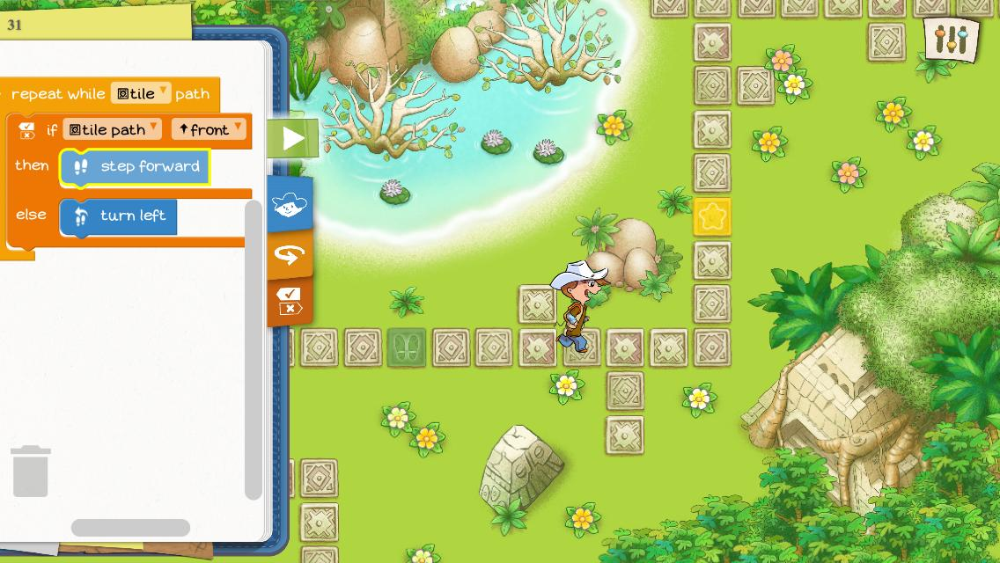 31
repeat while tile path
if tile path front
then step forward
else turn left